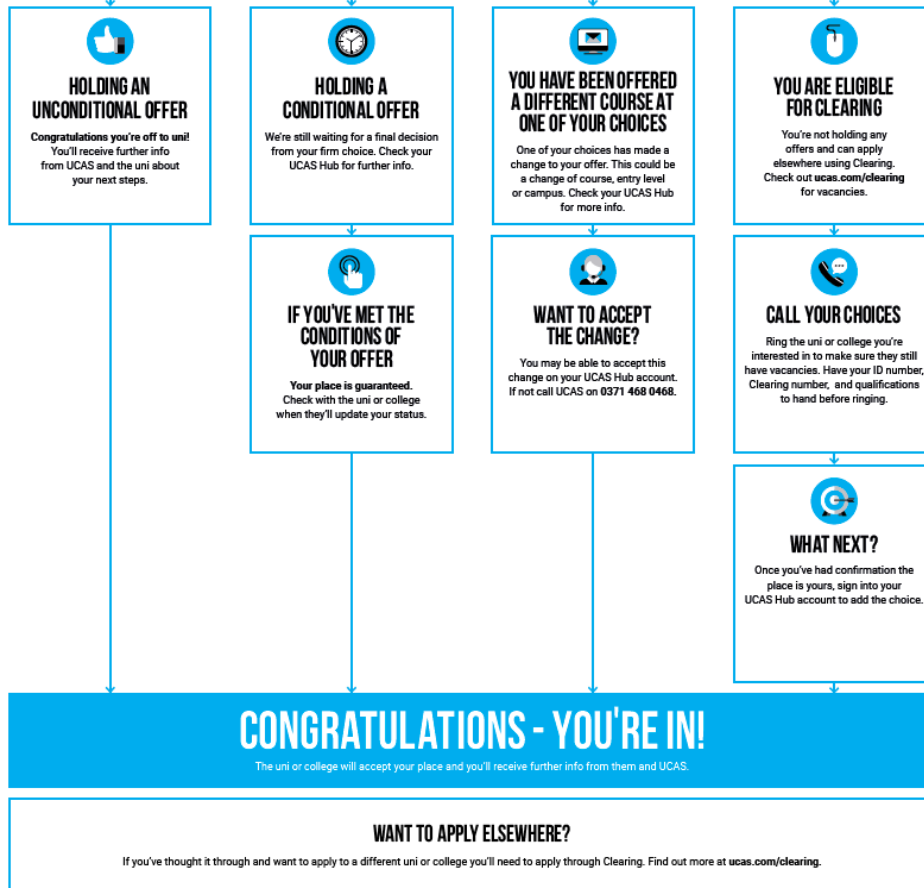 HOLDING AN
UNCONDITIONAL OFFER
Congratulations you're off to uni!
You'll receive further info
from UCAS and the uni about
your next steps.
HOLDING A
CONDITIONAL OFFER
We're still waiting for a final decision
from your firm choice. Check your
UCAS Hub for further info.
IF YOU'VE MET THE
CONDITIONS OF
YOUR OFFER
Your place is guaranteed.
Check with the uni or college
when they'll update your status.
YOU HAVE BEEN OFFERED
A DIFFERENT COURSE AT
ONE OF YOUR CHOICES
One of your choices has made a
change to your offer. This could be
a change of course, entry level
or campus. Check your UCAS Hub
for more info.
WANT TO ACCEPT
THE CHANGE?
You may be able to accept this
change on your UCAS Hub account.
If not call UCAS on 0371 468 0468.
YOU ARE ELIGIBLE
FOR CLEARING
You're not holding any
offers and can apply
elsewhere using Clearing.
Check out ucas.com/clearing
for vacancies.
CALL YOUR CHOICES
Ring the uni or college you're
interested in to make sure they still
have vacancies. Have your ID number,
Clearing number, and qualifications
to hand before ringing.
WHAT NEXT?
Once you've had confirmation the
place is yours, sign into your
UCAS Hub account to add the choice.
CONGRATULATIONS - YOU'RE IN!
The uni or college will accept your place and you'll receive further info from them and UCAS.
WANT TO APPLY ELSEWHERE?
If you've thought it through and want to apply to a different uni or college you'll need to apply through Clearing. Find out more at ucas.com/clearing.